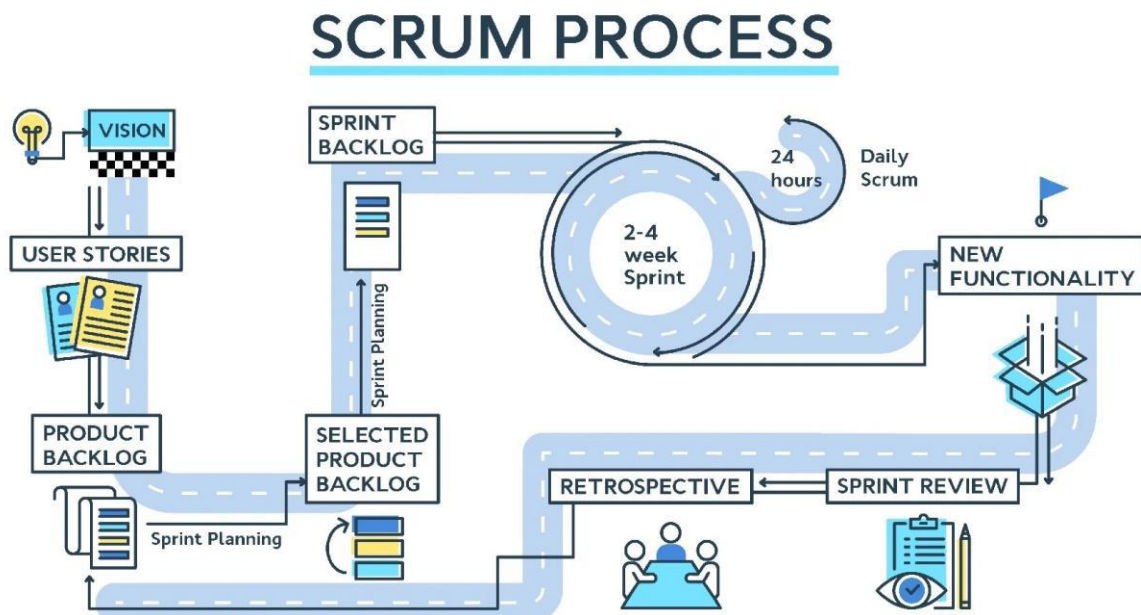 SCRUM PROCESS
VISION
USER STORIES
PRODUCT
BACKLOG
Sprint Planning
SELECTED
PRODUCT
BACKLOG
Sprint Planning
SPRINT
BACKLOG
2-4
week
Sprint
24
hours
Daily
Scrum
NEW
FUNCTIONALITY
SPRINT REVIEW
RETROSPECTIVE